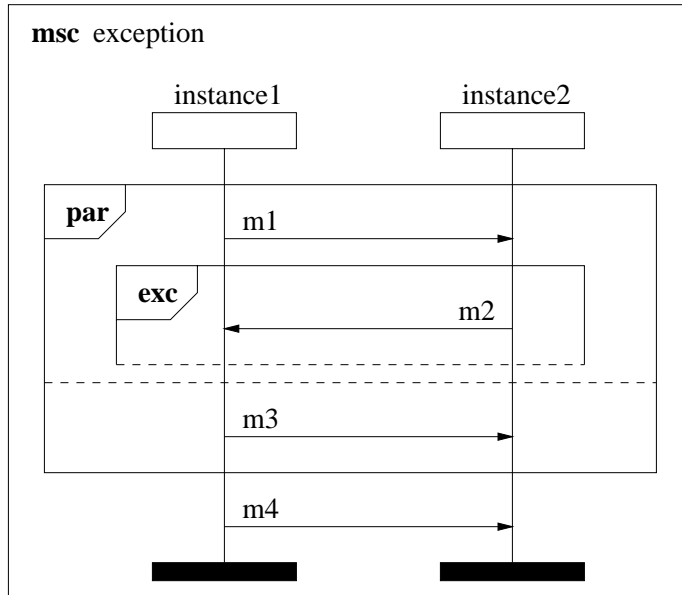 msc exception
instance1 instance2
par
m1
exc
m2
m3
m4